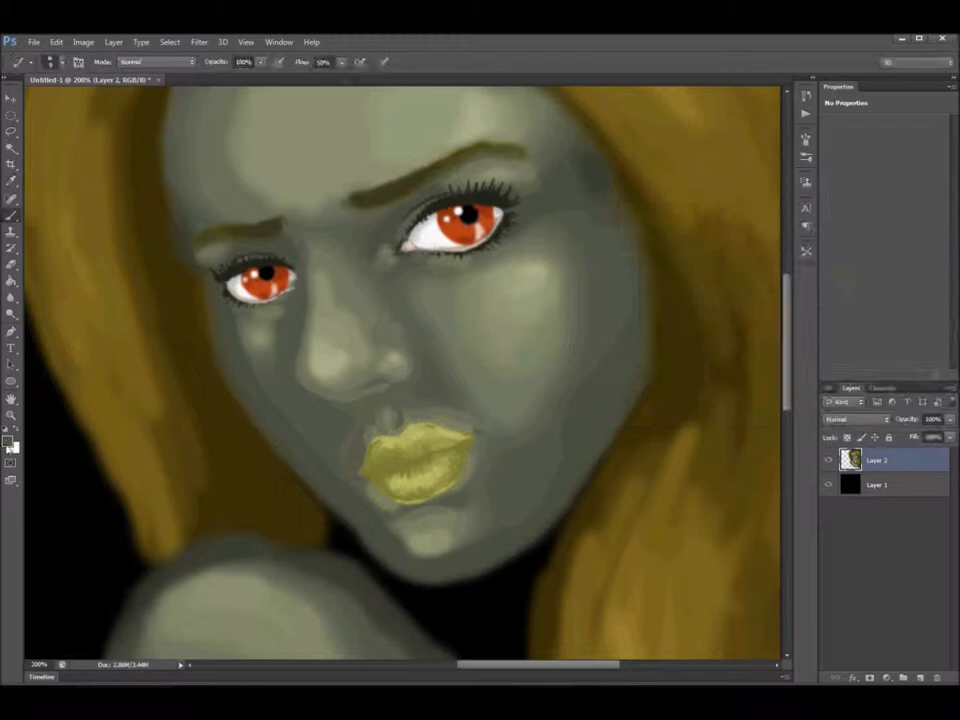 Ps File Edit Image Layer Type Select Filter 3D View Window Help
Mode: Normal Opacity: 100% Flow: 50%
Untitled-1 @ 200% (Layer 2, RGB/8) * ×
Properties
No Properties
Layers Channels
Kind
Normal Opacity: 100%
Lock: Fill:
Layer 2
Layer 1
200% Doc: 2.86M/3.44M
Timeline